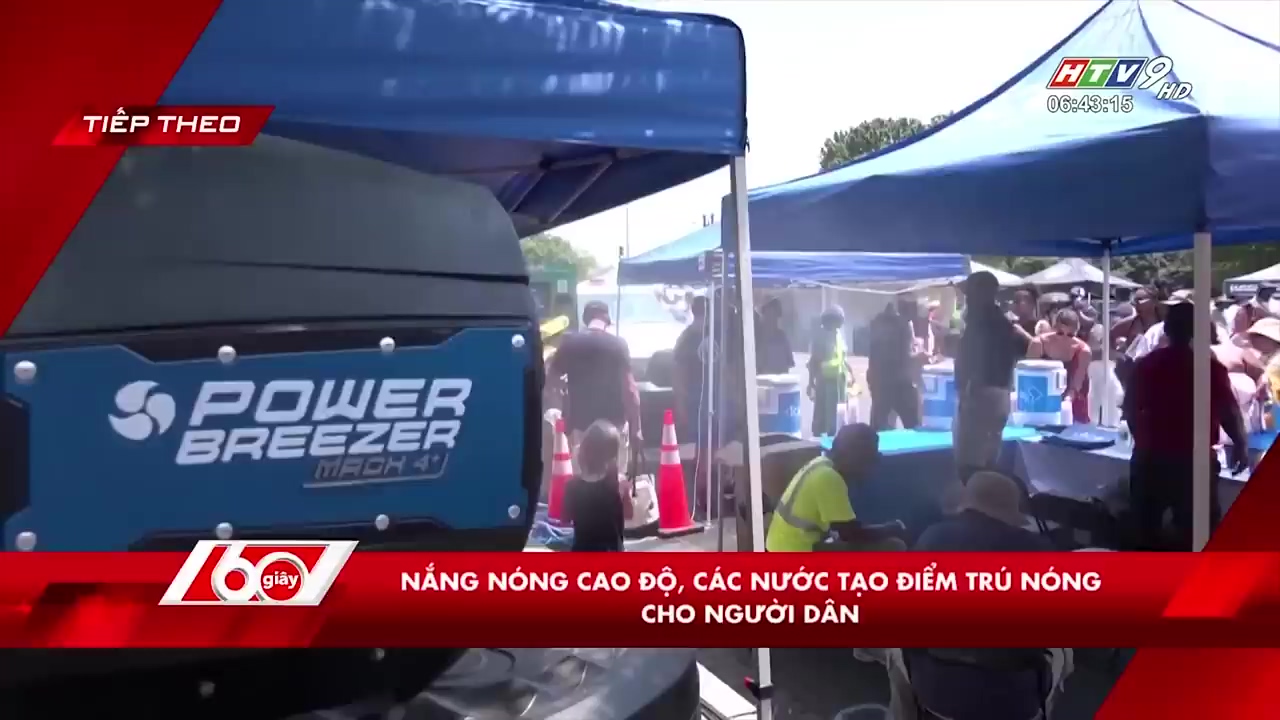 HTV9 HD
06:43:15
TIẾP THEO
POWER
BREEZER
MACH 4+
60 giây
NẮNG NÓNG CAO ĐỘ, CÁC NƯỚC TẠO ĐIỂM TRÚ NÓNG
CHO NGƯỜI DÂN